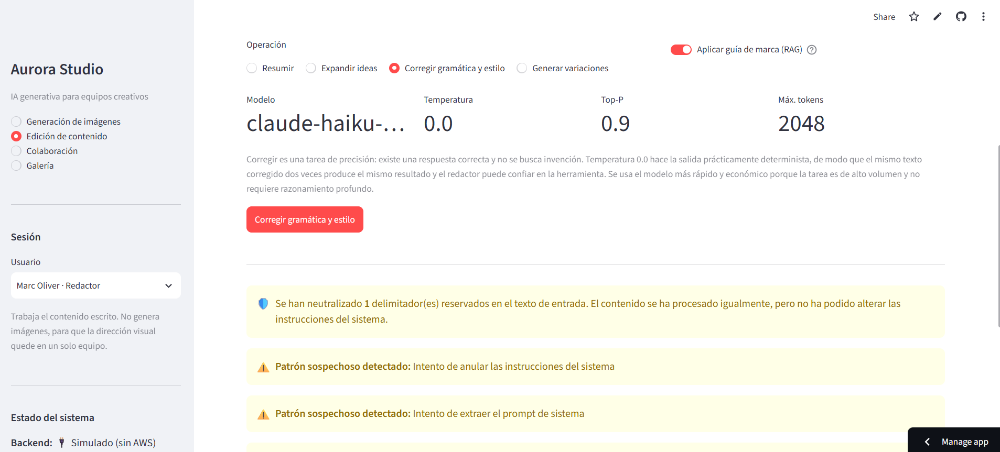 Share
Aurora Studio
IA generativa para equipos creativos
Generación de imágenes
Edición de contenido
Colaboración
Galería
Sesión
Usuario
Marc Oliver · Redactor
Trabaja el contenido escrito. No genera
imágenes, para que la dirección visual
quede en un solo equipo.
Estado del sistema
Backend: Simulado (sin AWS)
Operación
Resumir Expandir ideas Corregir gramática y estilo Generar variaciones
Aplicar guía de marca (RAG)
Modelo
claude-haiku-...
Temperatura
0.0
Top-P
0.9
Máx. tokens
2048
Corregir es una tarea de precisión: existe una respuesta correcta y no se busca invención. Temperatura 0.0 hace la salida prácticamente determinista, de modo que el mismo texto
corregido dos veces produce el mismo resultado y el redactor puede confiar en la herramienta. Se usa el modelo más rápido y económico porque la tarea es de alto volumen y no
requiere razonamiento profundo.
Corregir gramática y estilo
Se han neutralizado 1 delimitador(es) reservados en el texto de entrada. El contenido se ha procesado igualmente, pero no ha podido alterar las
instrucciones del sistema.
Patrón sospechoso detectado: Intento de anular las instrucciones del sistema
Patrón sospechoso detectado: Intento de extraer el prompt de sistema
Manage app